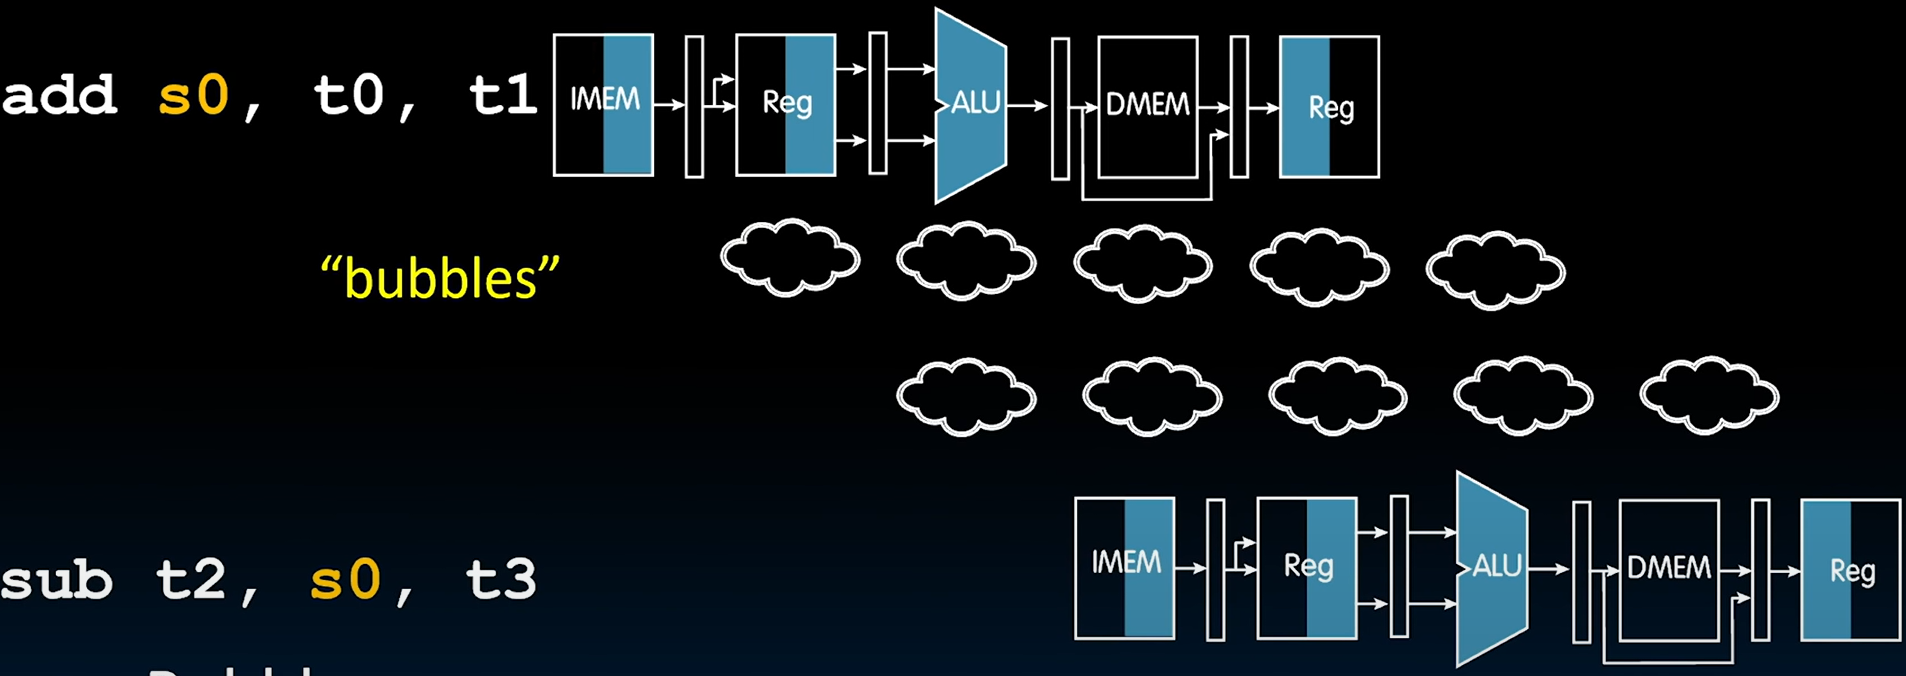 add s0, t0, t1 IMEM Reg ALU DMEM Reg
“bubbles”
sub t2, s0, t3 IMEM Reg ALU DMEM Reg